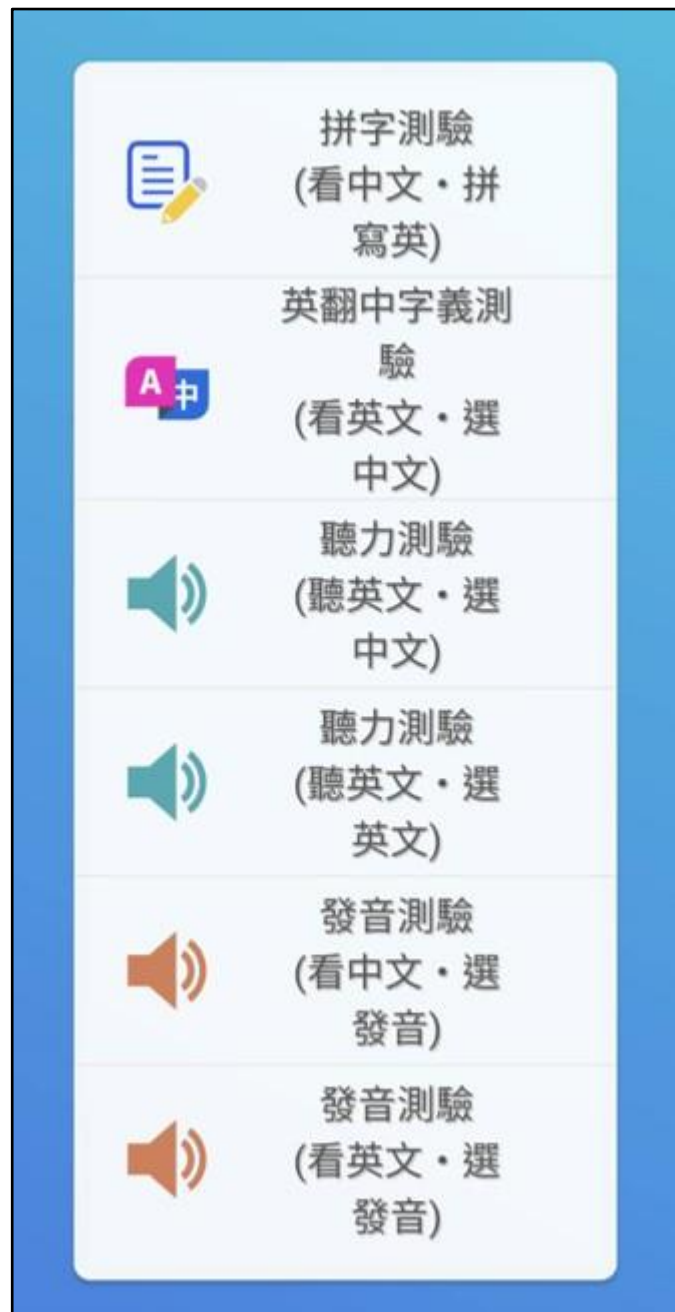 拼字測驗
(看中文・拼
寫英)
A 中
英翻中字義測
驗
(看英文・選
中文)
聽力測驗
(聽英文・選
中文)
聽力測驗
(聽英文・選
英文)
發音測驗
(看中文・選
發音)
發音測驗
(看英文・選
發音)